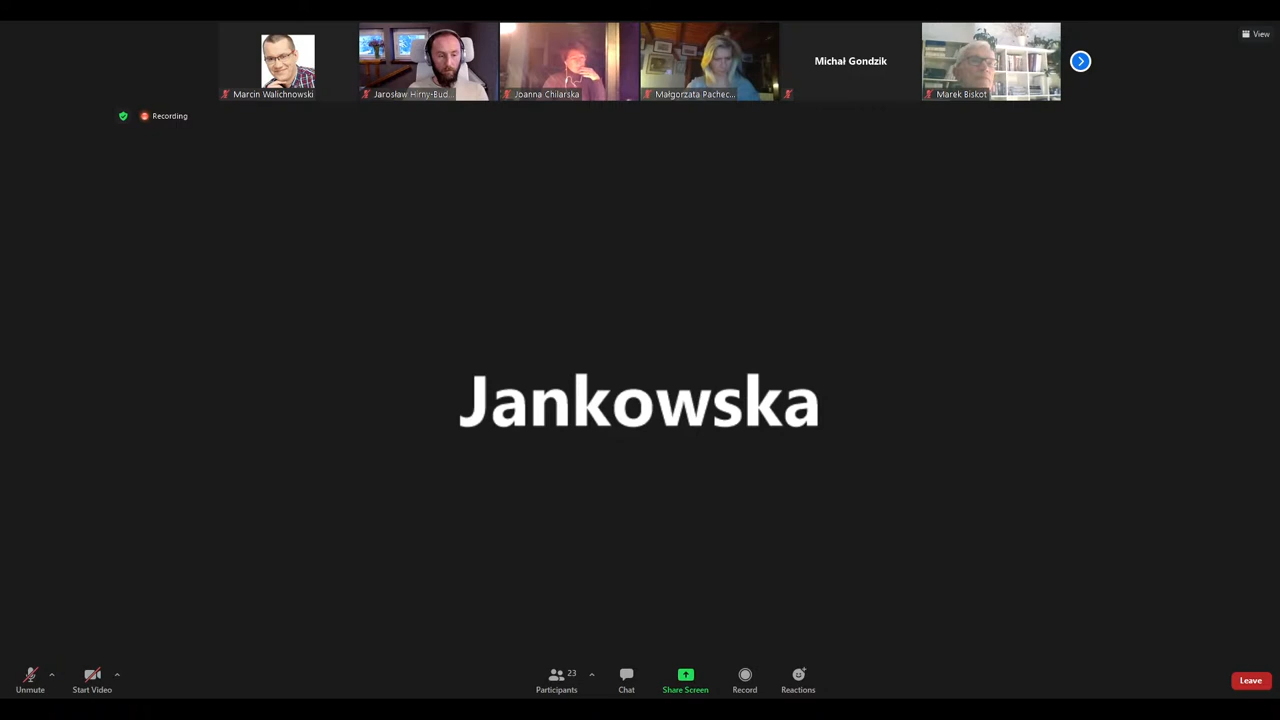 Michał Gondzik
View
Marcin Walichnowski
Jarosław Hirny-Bud...
Joanna Chilarska
Małgorzata Pachec...
Marek Biskot
Recording
Jankowska
Unmute
Start Video
23
Participants
Chat
Share Screen
Record
Reactions
Leave